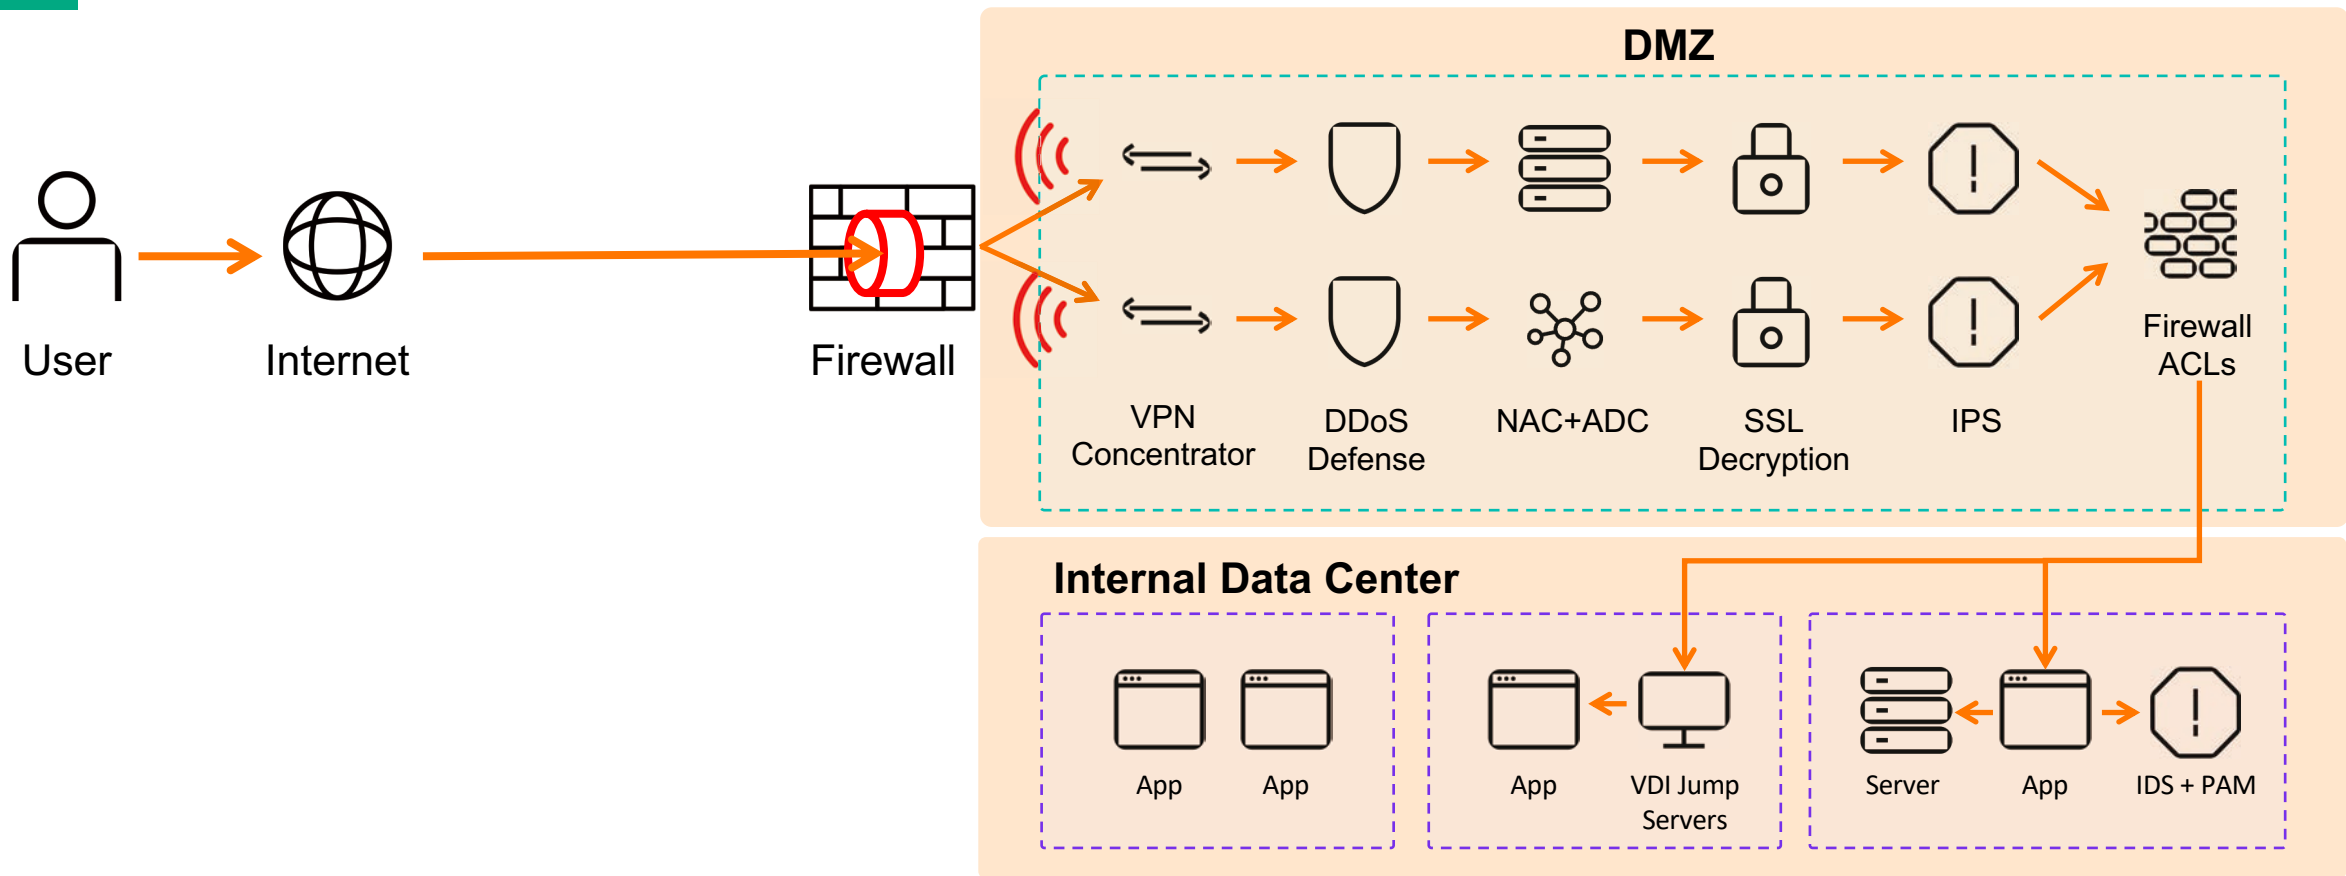 DMZ
User
Internet
Firewall
VPN
Concentrator
DDoS
Defense
NAC+ADC
SSL
Decryption
IPS
Firewall
ACLs
Internal Data Center
App
App
App
VDI Jump
Servers
Server
App
IDS + PAM